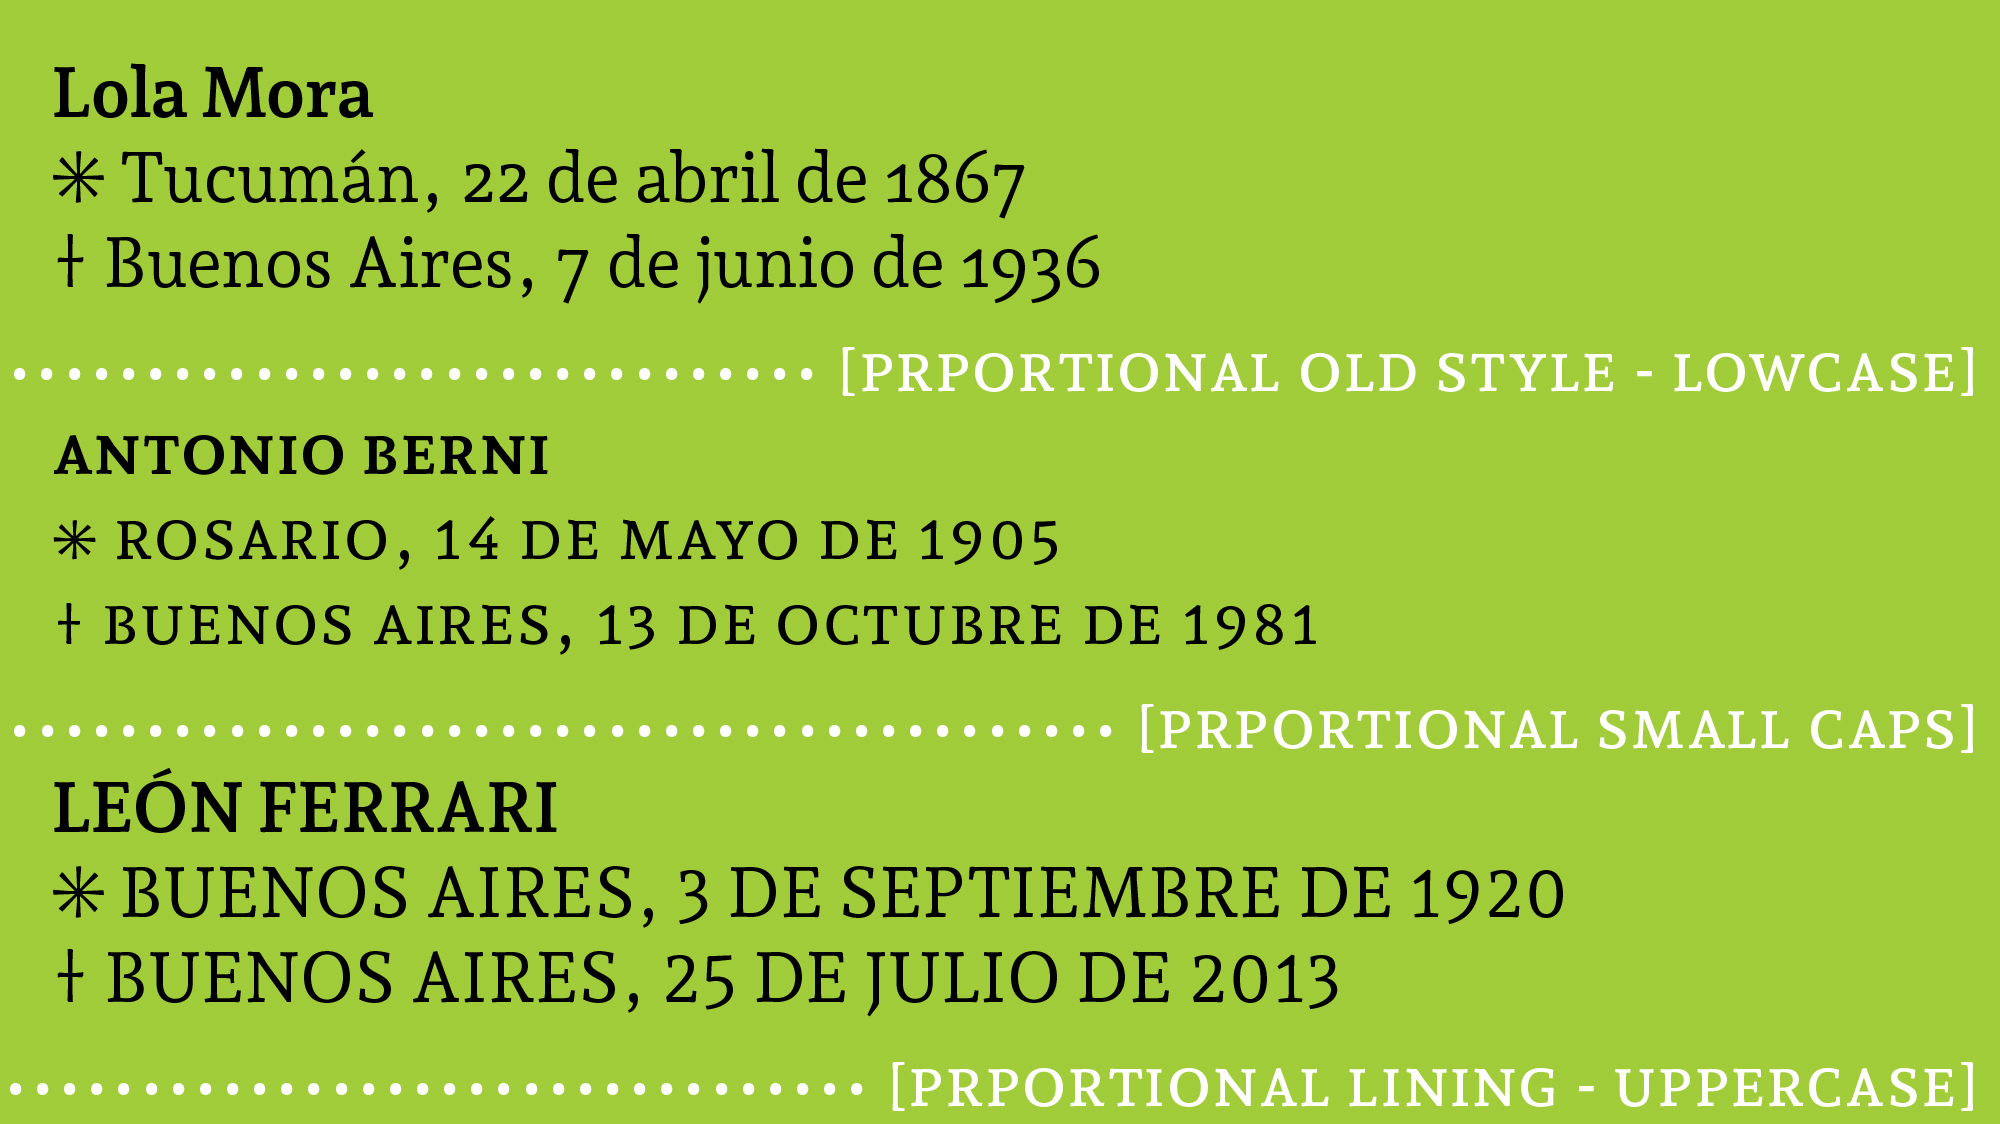 Lola Mora
✳ Tucumán, 22 de abril de 1867
† Buenos Aires, 7 de junio de 1936
[PRPORTIONAL OLD STYLE - LOWCASE]
ANTONIO BERNI
✳ ROSARIO, 14 DE MAYO DE 1905
† BUENOS AIRES, 13 DE OCTUBRE DE 1981
[PRPORTIONAL SMALL CAPS]
LEÓN FERRARI
✳ BUENOS AIRES, 3 DE SEPTIEMBRE DE 1920
† BUENOS AIRES, 25 DE JULIO DE 2013
[PRPORTIONAL LINING - UPPERCASE]